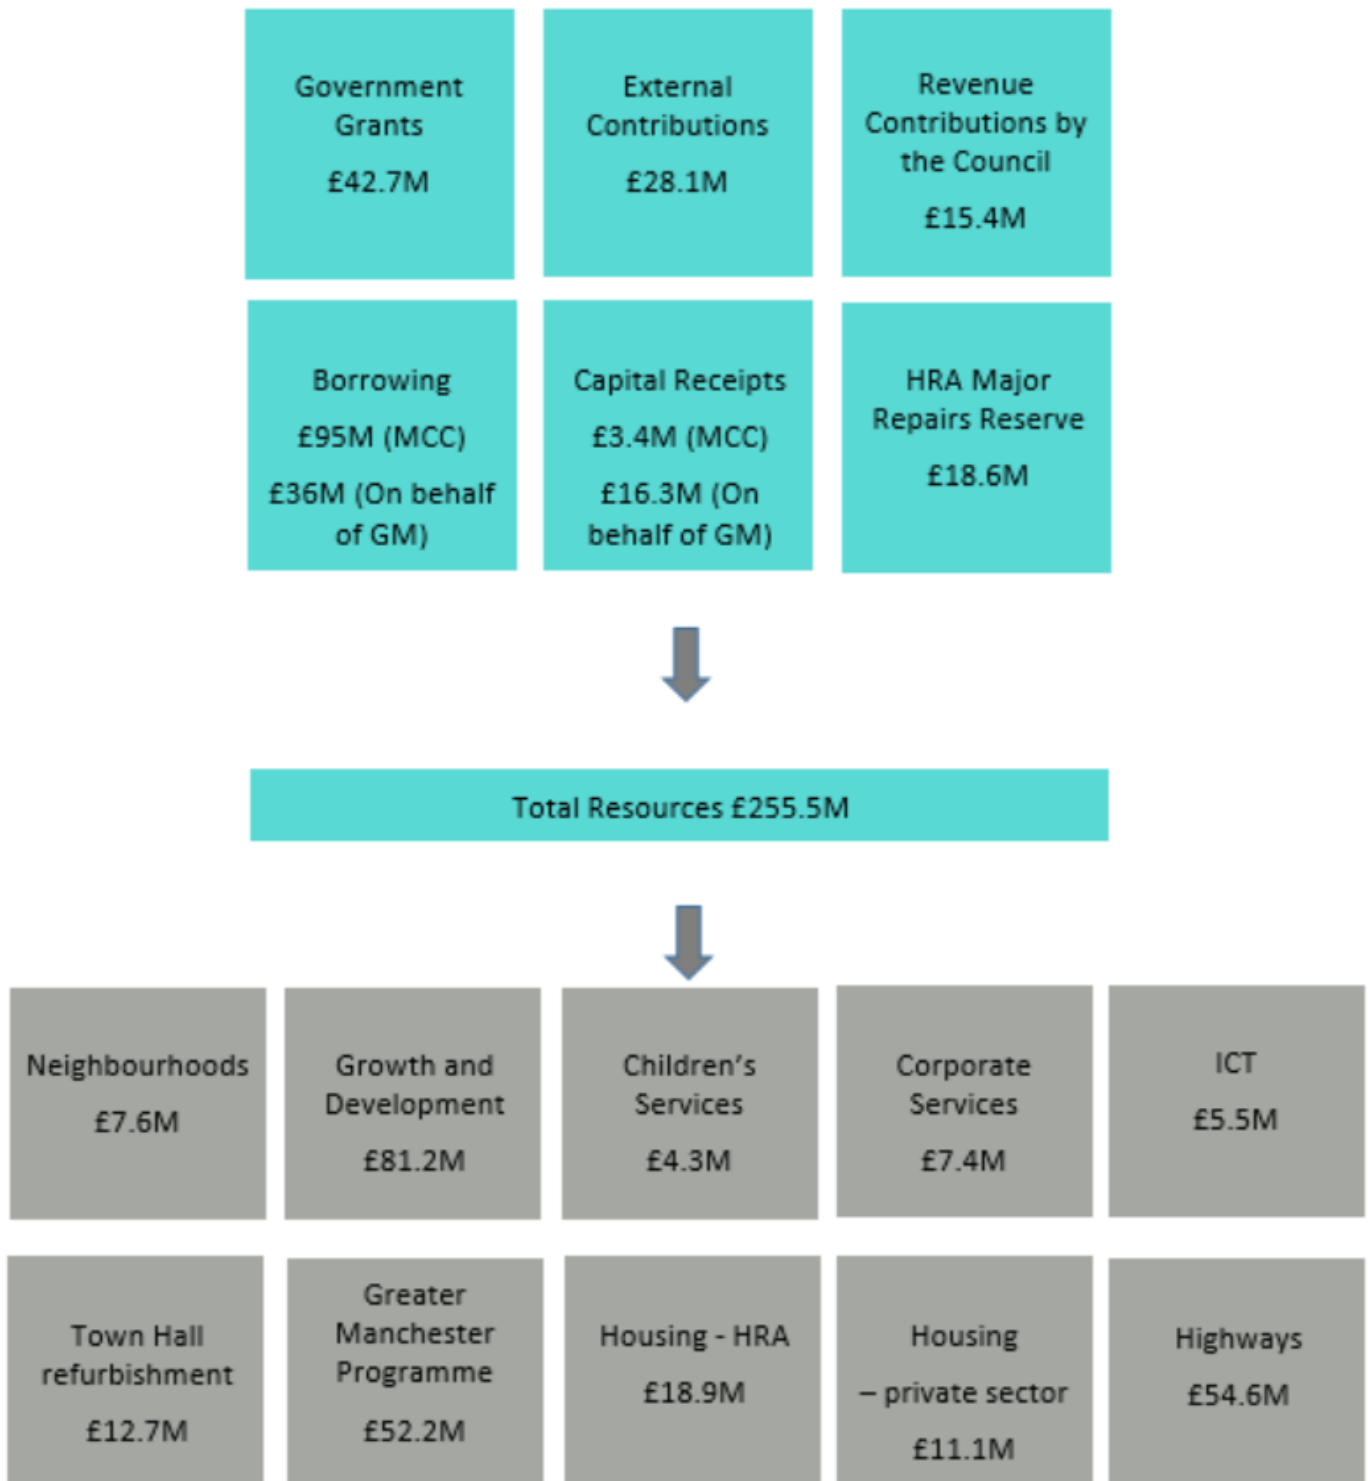 Government
Grants
£42.7M
External
Contributions
£28.1M
Revenue
Contributions by
the Council
£15.4M
Borrowing
£95M (MCC)
£36M (On behalf
of GM)
Capital Receipts
£3.4M (MCC)
£16.3M (On
behalf of GM)
HRA Major
Repairs Reserve
£18.6M
Total Resources £255.5M
Neighbourhoods
£7.6M
Growth and
Development
£81.2M
Children's
Services
£4.3M
Corporate
Services
£7.4M
ICT
£5.5M
Town Hall
refurbishment
£12.7M
Greater
Manchester
Programme
£52.2M
Housing - HRA
£18.9M
Housing
– private sector
£11.1M
Highways
£54.6M